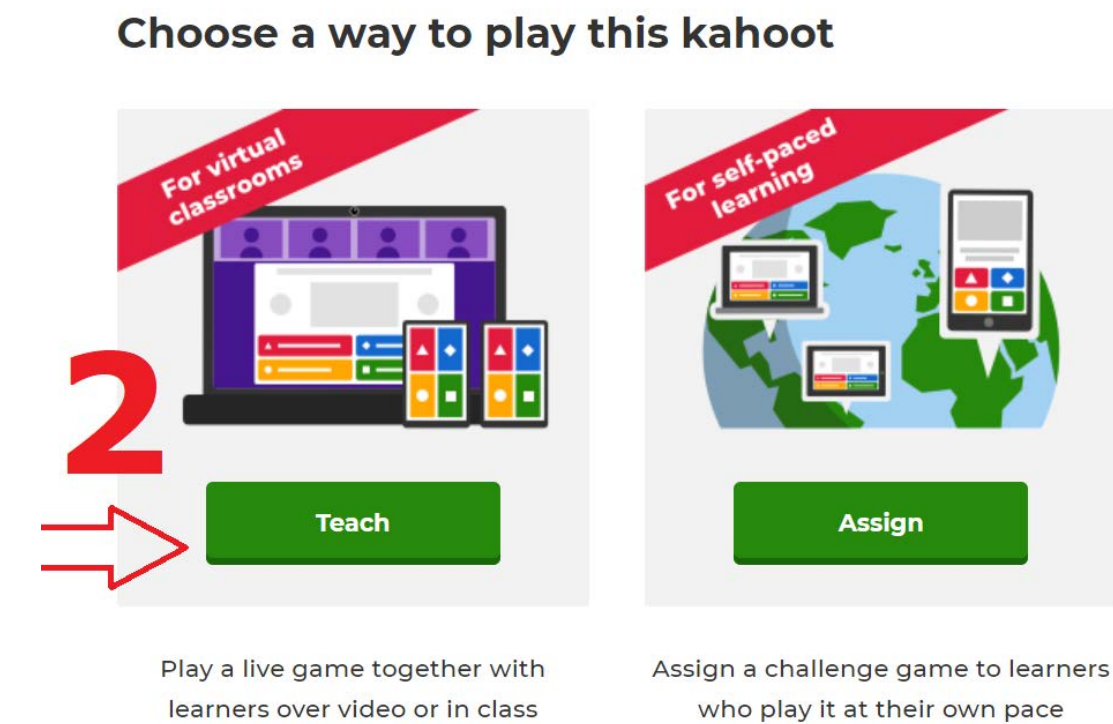 Choose a way to play this kahoot
For virtual
classrooms
2
Teach
Play a live game together with
learners over video or in class
For self-paced
learning
Assign
Assign a challenge game to learners
who play it at their own pace